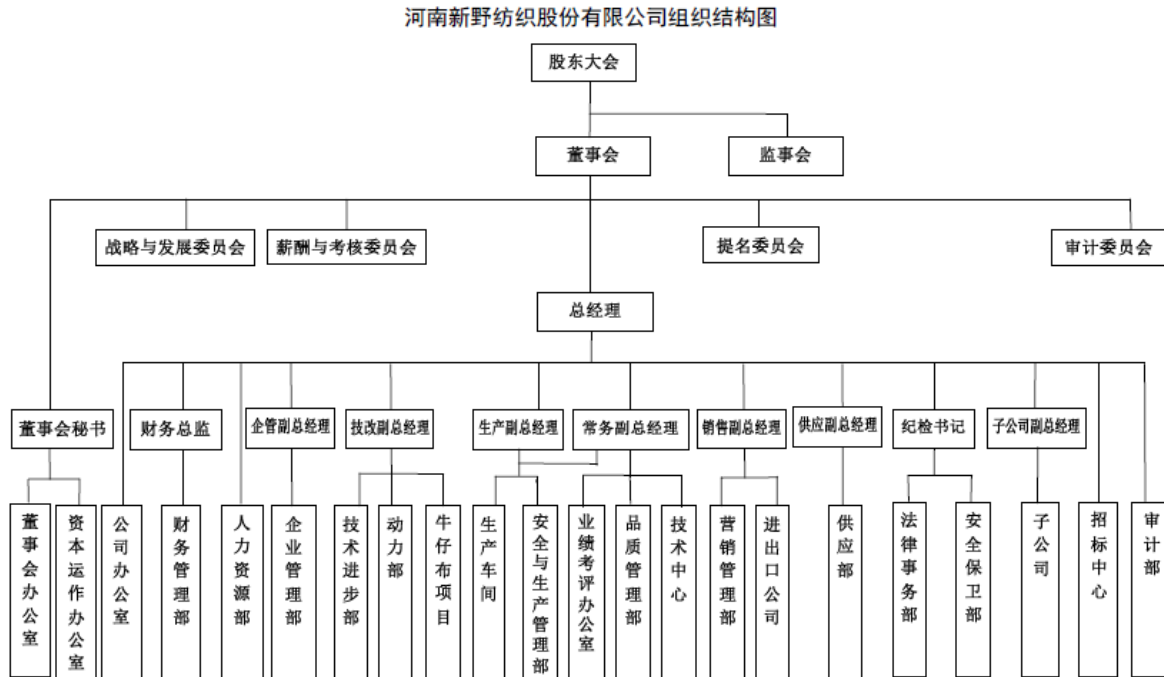 河南新野纺织股份有限公司组织结构图
股东大会
董事会
监事会
战略与发展委员会
薪酬与考核委员会
提名委员会
审计委员会
总经理
董事会秘书
财务总监
企管副总经理
技改副总经理
生产副总经理
常务副总经理
销售副总经理
供应副总经理
纪检书记
子公司副总经理
董事会办公室
资本运作办公室
公司办公室
财务管理部
人力资源部
企业管理部
技术进步部
动力部
牛仔布项目
生产车间
安全与生产管理部
业绩考评办公室
品质管理部
技术中心
营销管理部
进出口公司
供应部
法律事务部
安全保卫部
子公司
招标中心
审计部